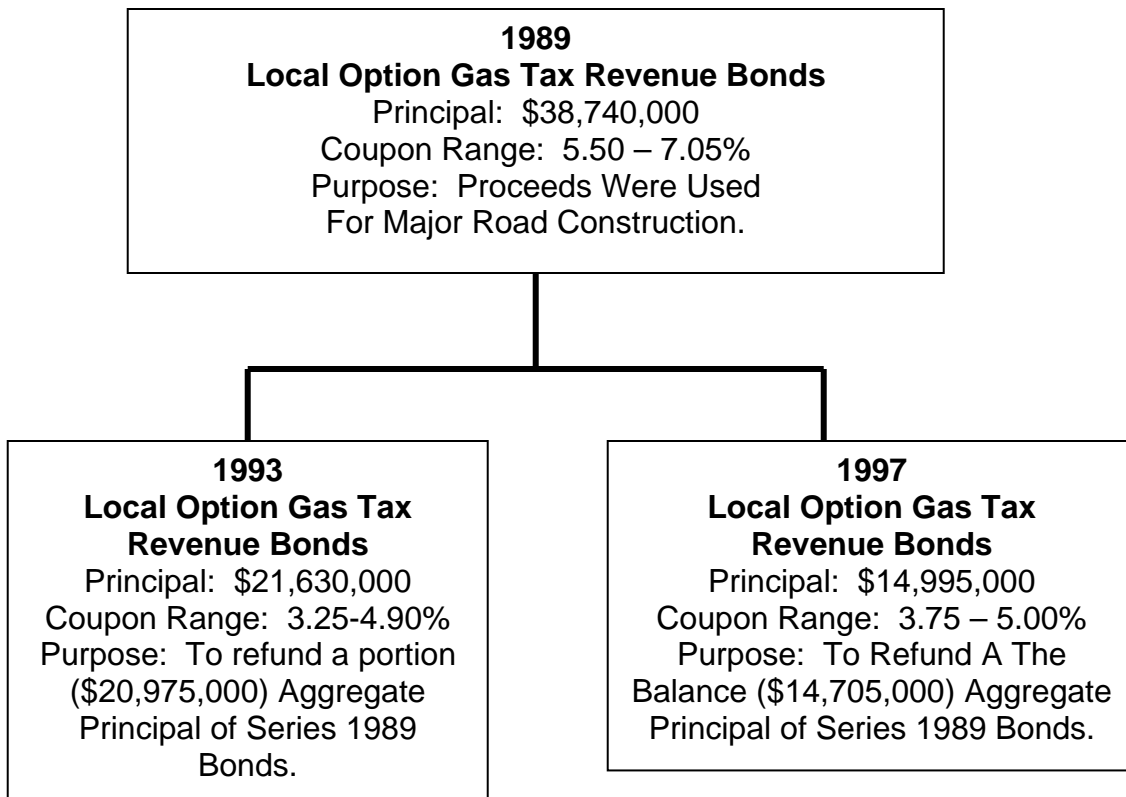 1989
Local Option Gas Tax Revenue Bonds
Principal:  $38,740,000
Coupon Range:  5.50 – 7.05%
Purpose:  Proceeds Were Used
For Major Road Construction.
1993
Local Option Gas Tax
Revenue Bonds
Principal:  $21,630,000
Coupon Range:  3.25-4.90%
Purpose:  To refund a portion
($20,975,000) Aggregate
Principal of Series 1989
Bonds.
1997
Local Option Gas Tax
Revenue Bonds
Principal:  $14,995,000
Coupon Range:  3.75 – 5.00%
Purpose:  To Refund A The
Balance ($14,705,000) Aggregate
Principal of Series 1989 Bonds.